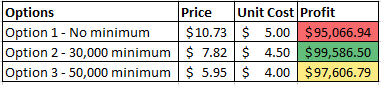 Options Price Unit Cost Profit
Option 1 - No minimum $10.73 $ 5.00 $95,066.94
Option 2 - 30,000 minimum $ 7.82 $ 4.50 $99,586.50
Option 3 - 50,000 minimum $ 5.95 $ 4.00 $97,606.79